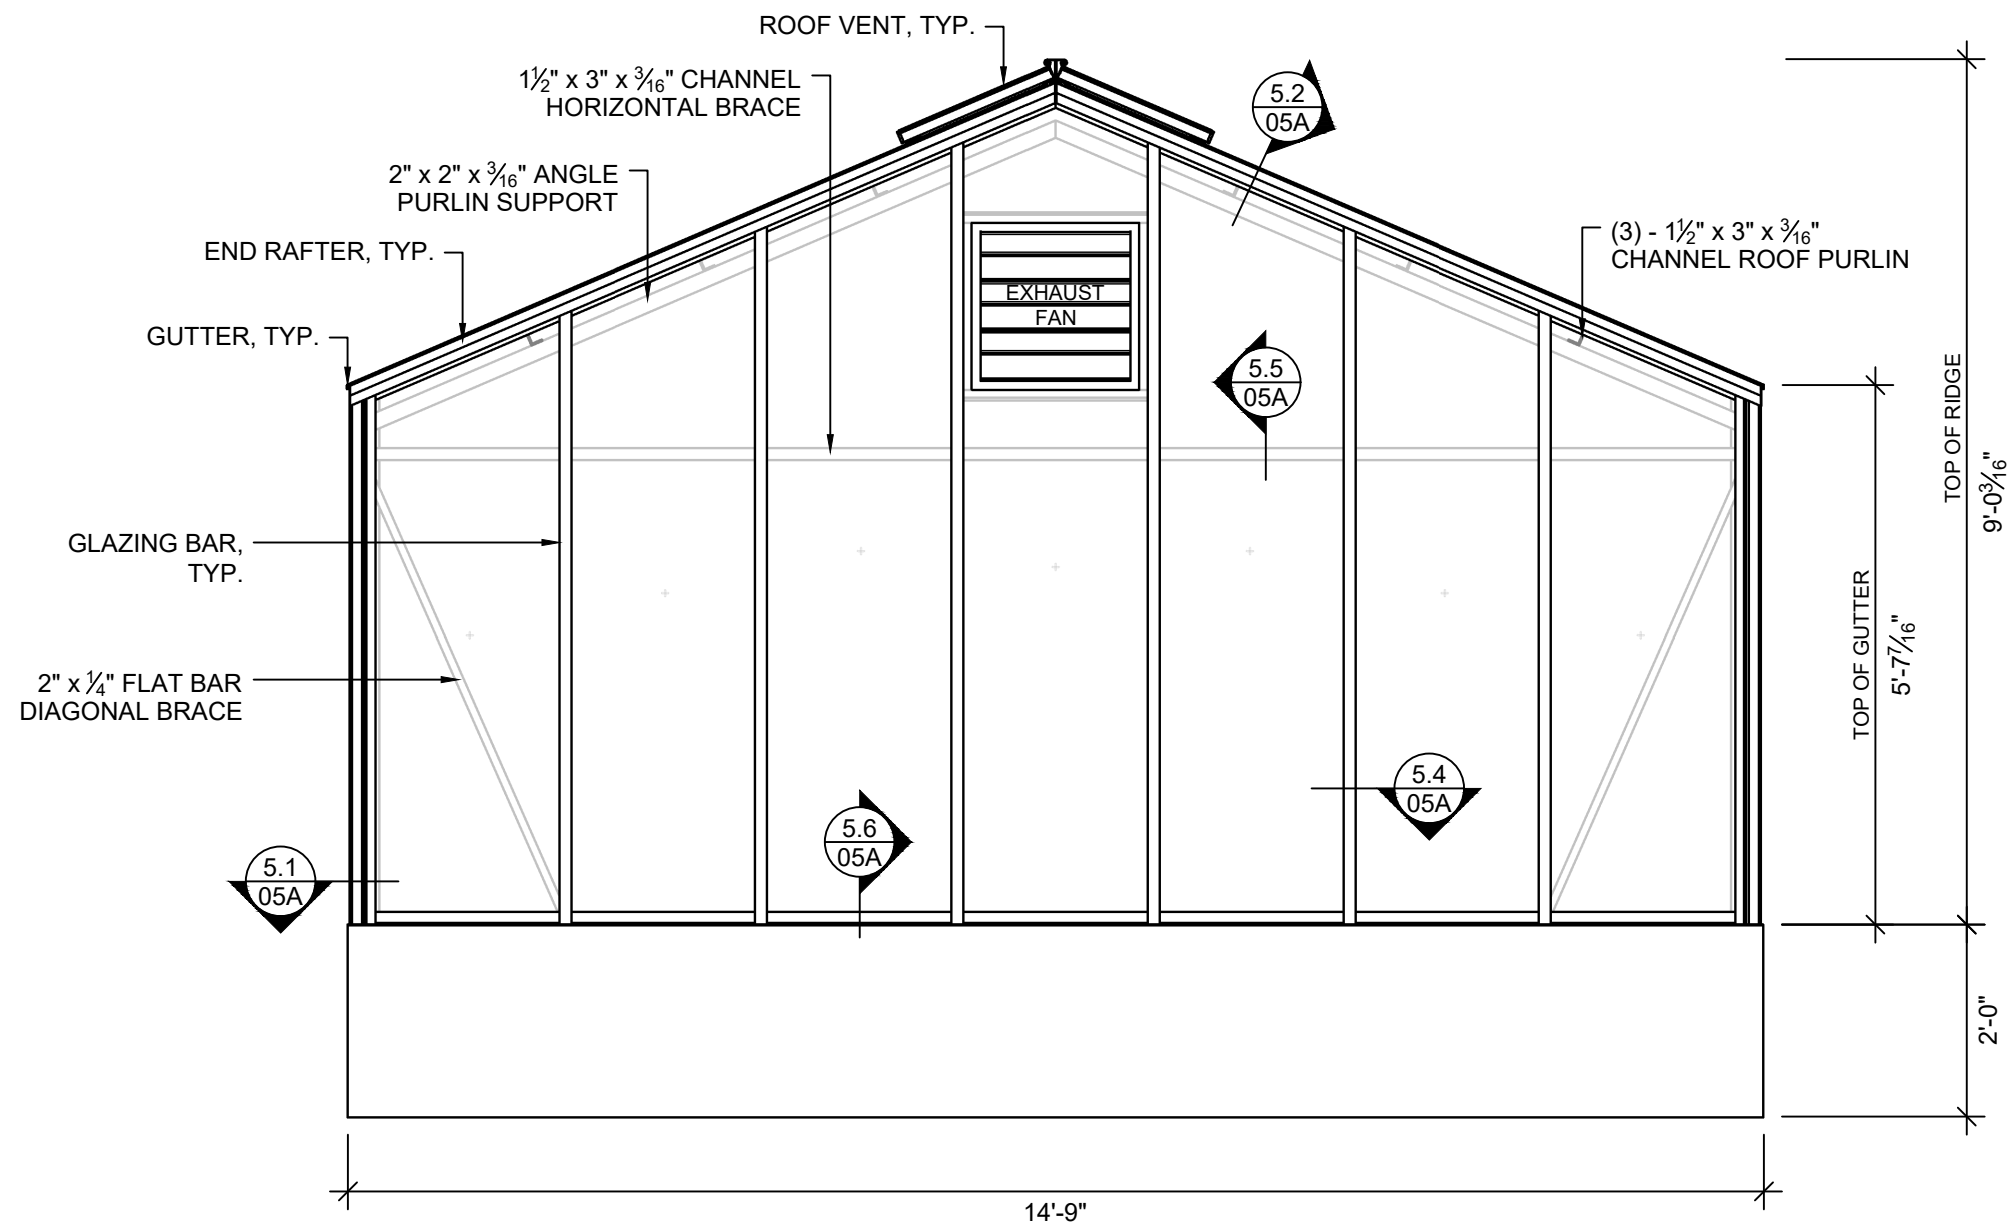 ROOF VENT, TYP.
1½" x 3" x 3⁄16" CHANNEL
HORIZONTAL BRACE
5.2
05A
2" x 2" x 3⁄16" ANGLE
PURLIN SUPPORT
(3) - 1½" x 3" x 3⁄16"
CHANNEL ROOF PURLIN
END RAFTER, TYP.
EXHAUST
FAN
GUTTER, TYP.
5.5
05A
TOP OF RIDGE
9'-03⁄16"
GLAZING BAR,
TYP.
TOP OF GUTTER
5'-77⁄16"
2" x ¼" FLAT BAR
DIAGONAL BRACE
5.4
05A
5.6
05A
5.1
05A
2'-0"
14'-9"